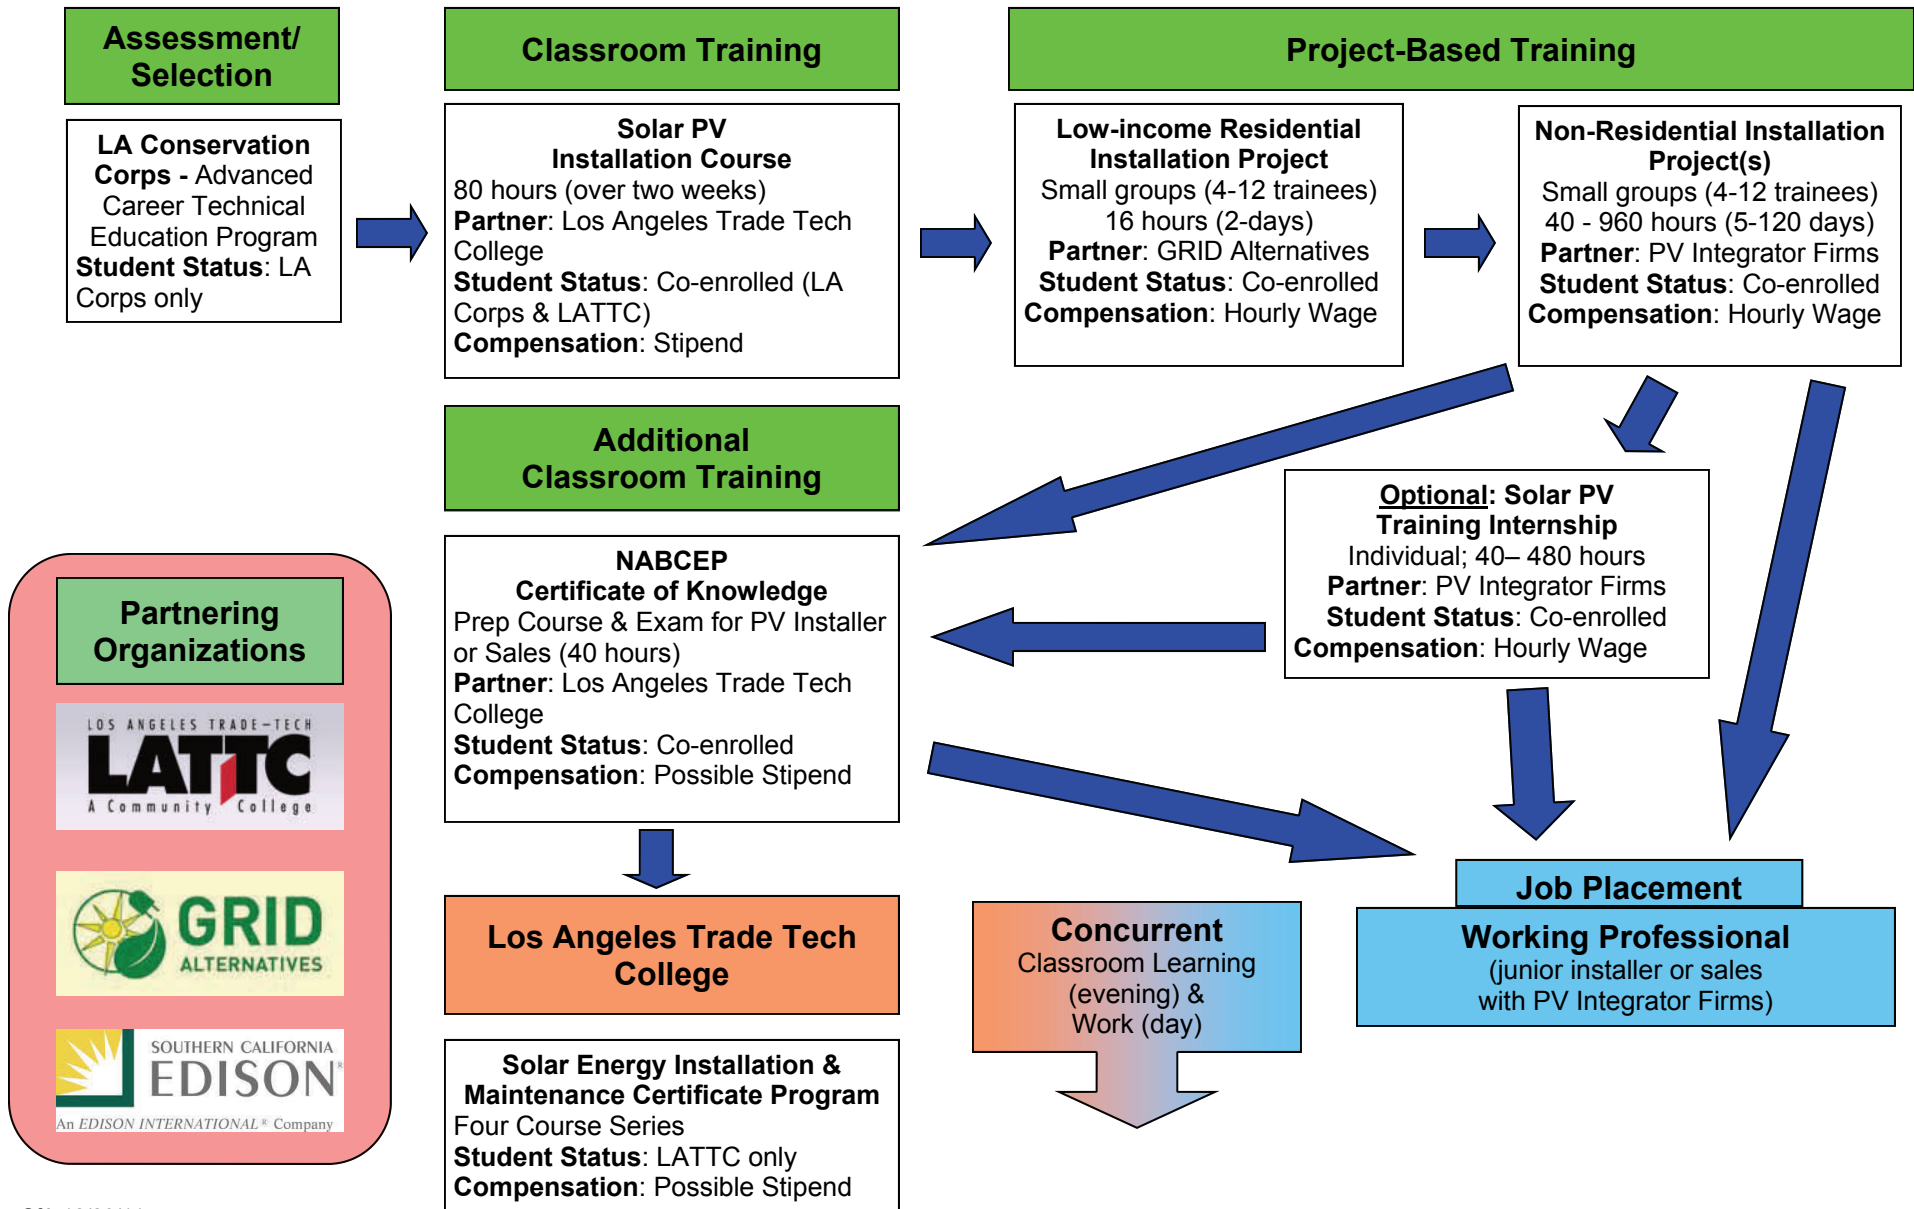 Assessment/
Selection
Classroom Training
Project-Based Training
LA Conservation
Corps - Advanced
Career Technical
Education Program
Student Status: LA
Corps only
Solar PV
Installation Course
80 hours (over two weeks)
Partner: Los Angeles Trade Tech
College
Student Status: Co-enrolled (LA
Corps & LATTC)
Compensation: Stipend
Low-income Residential
Installation Project
Small groups (4-12 trainees)
16 hours (2-days)
Partner: GRID Alternatives
Student Status: Co-enrolled
Compensation: Hourly Wage
Non-Residential Installation
Project(s)
Small groups (4-12 trainees)
40 - 960 hours (5-120 days)
Partner: PV Integrator Firms
Student Status: Co-enrolled
Compensation: Hourly Wage
Additional
Classroom Training
Optional: Solar PV
Training Internship
Individual; 40– 480 hours
Partner: PV Integrator Firms
Student Status: Co-enrolled
Compensation: Hourly Wage
NABCEP
Certificate of Knowledge
Prep Course & Exam for PV Installer
or Sales (40 hours)
Partner: Los Angeles Trade Tech
College
Student Status: Co-enrolled
Compensation: Possible Stipend
Partnering
Organizations
LOS ANGELES TRADE-TECH
LATTC
A Community College
GRID
ALTERNATIVES
SOUTHERN CALIFORNIA
EDISON®
An EDISON INTERNATIONAL® Company
Los Angeles Trade Tech
College
Solar Energy Installation &
Maintenance Certificate Program
Four Course Series
Student Status: LATTC only
Compensation: Possible Stipend
Concurrent
Classroom Learning
(evening) &
Work (day)
Job Placement
Working Professional
(junior installer or sales
with PV Integrator Firms)